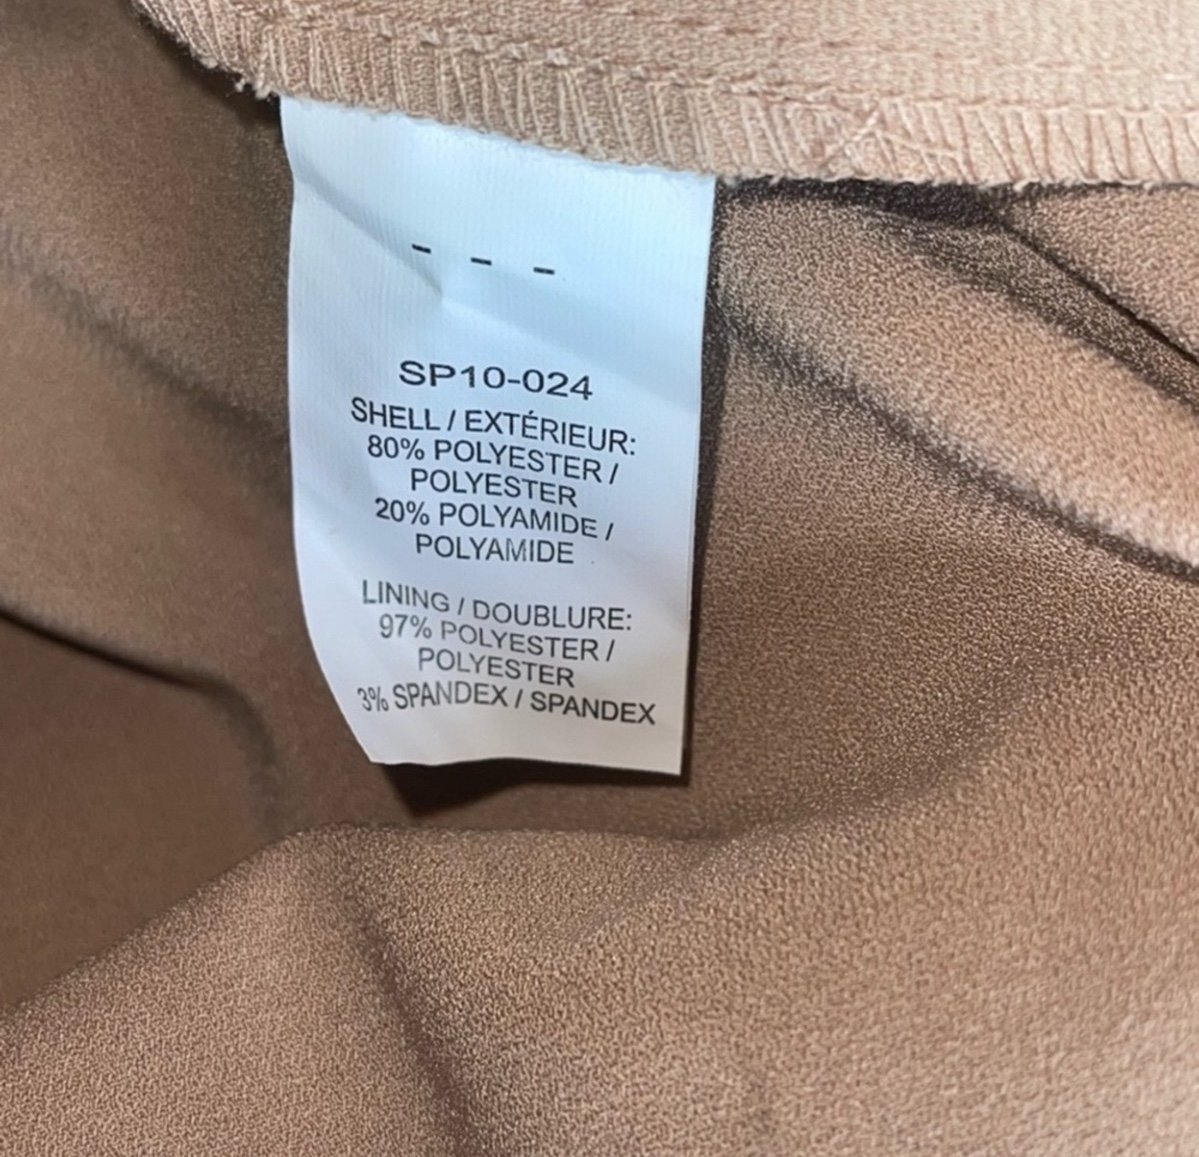 - - -
SP10-024
SHELL / EXTÉRIEUR:
80% POLYESTER /
POLYESTER
20% POLYAMIDE /
POLYAMIDE
LINING / DOUBLURE:
97% POLYESTER /
POLYESTER
3% SPANDEX / SPANDEX